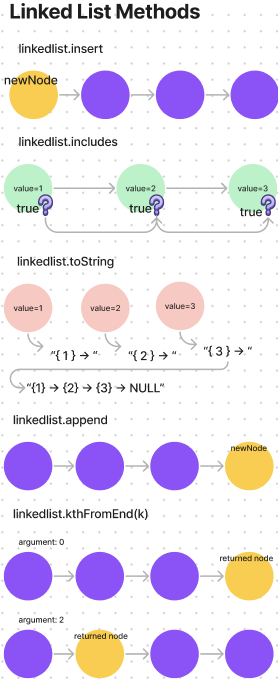 Linked List Methods
linkedlist.insert
newNode
linkedlist.includes
value=1
value=2
value=3
true?
true?
true?
linkedlist.toString
value=1
value=2
value=3
"{ 1 } → "
"{ 2 } → "
"{ 3 } → "
"{1} → {2} → {3} → NULL"
linkedlist.append
newNode
linkedlist.kthFromEnd(k)
argument: 0
returned node
argument: 2
returned node